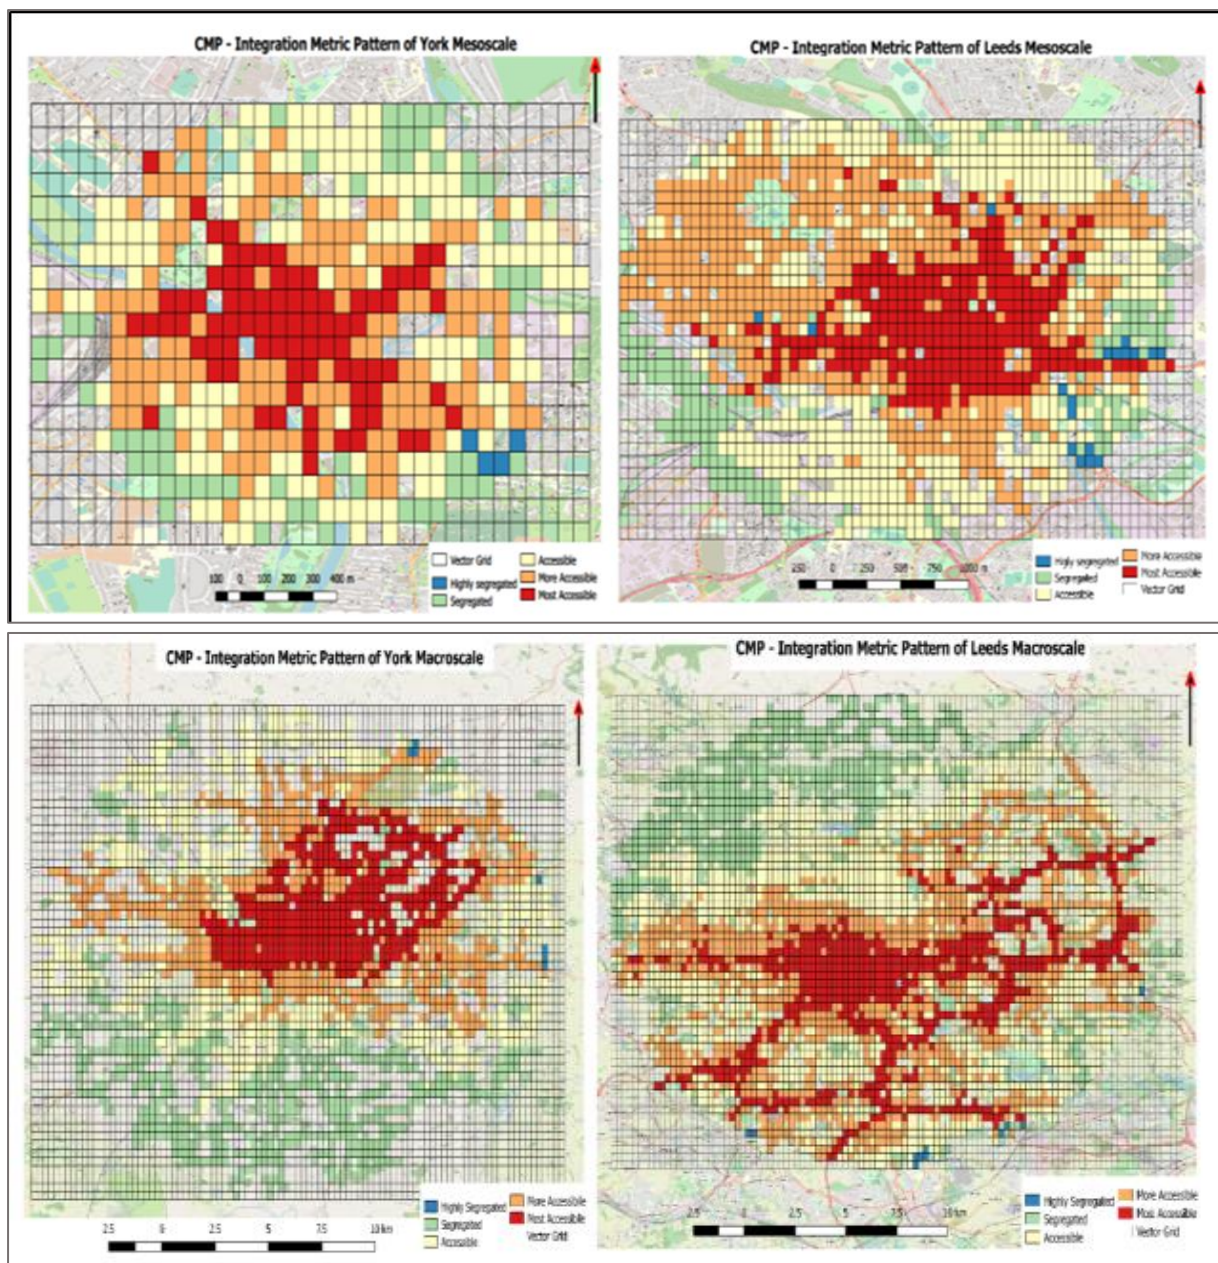 CMP - Integration Metric Pattern of York Mesoscale
CMP - Integration Metric Pattern of Leeds Mesoscale
Vector Grid
Highly segregated
Segregated
Accessible
More Accessible
Most Accessible
100 0 100 200 300 400 m
Higly segregated
Segregated
Accessible
More Accessible
Most Accessible
Vector Grid
250 0 250 500 750 1000 m
CMP - Integration Metric Pattern of York Macroscale
CMP - Integration Metric Pattern of Leeds Macroscale
Highly Segregated
Segregated
Accessible
More Accessible
Most Accessible
Vector Grid
2.5 0 2.5 5 7.5 10 km
Highly Segregated
Segregated
Accessible
More Accessible
Most Accessible
Vector Grid
2.5 0 2.5 5 7.5 10 km